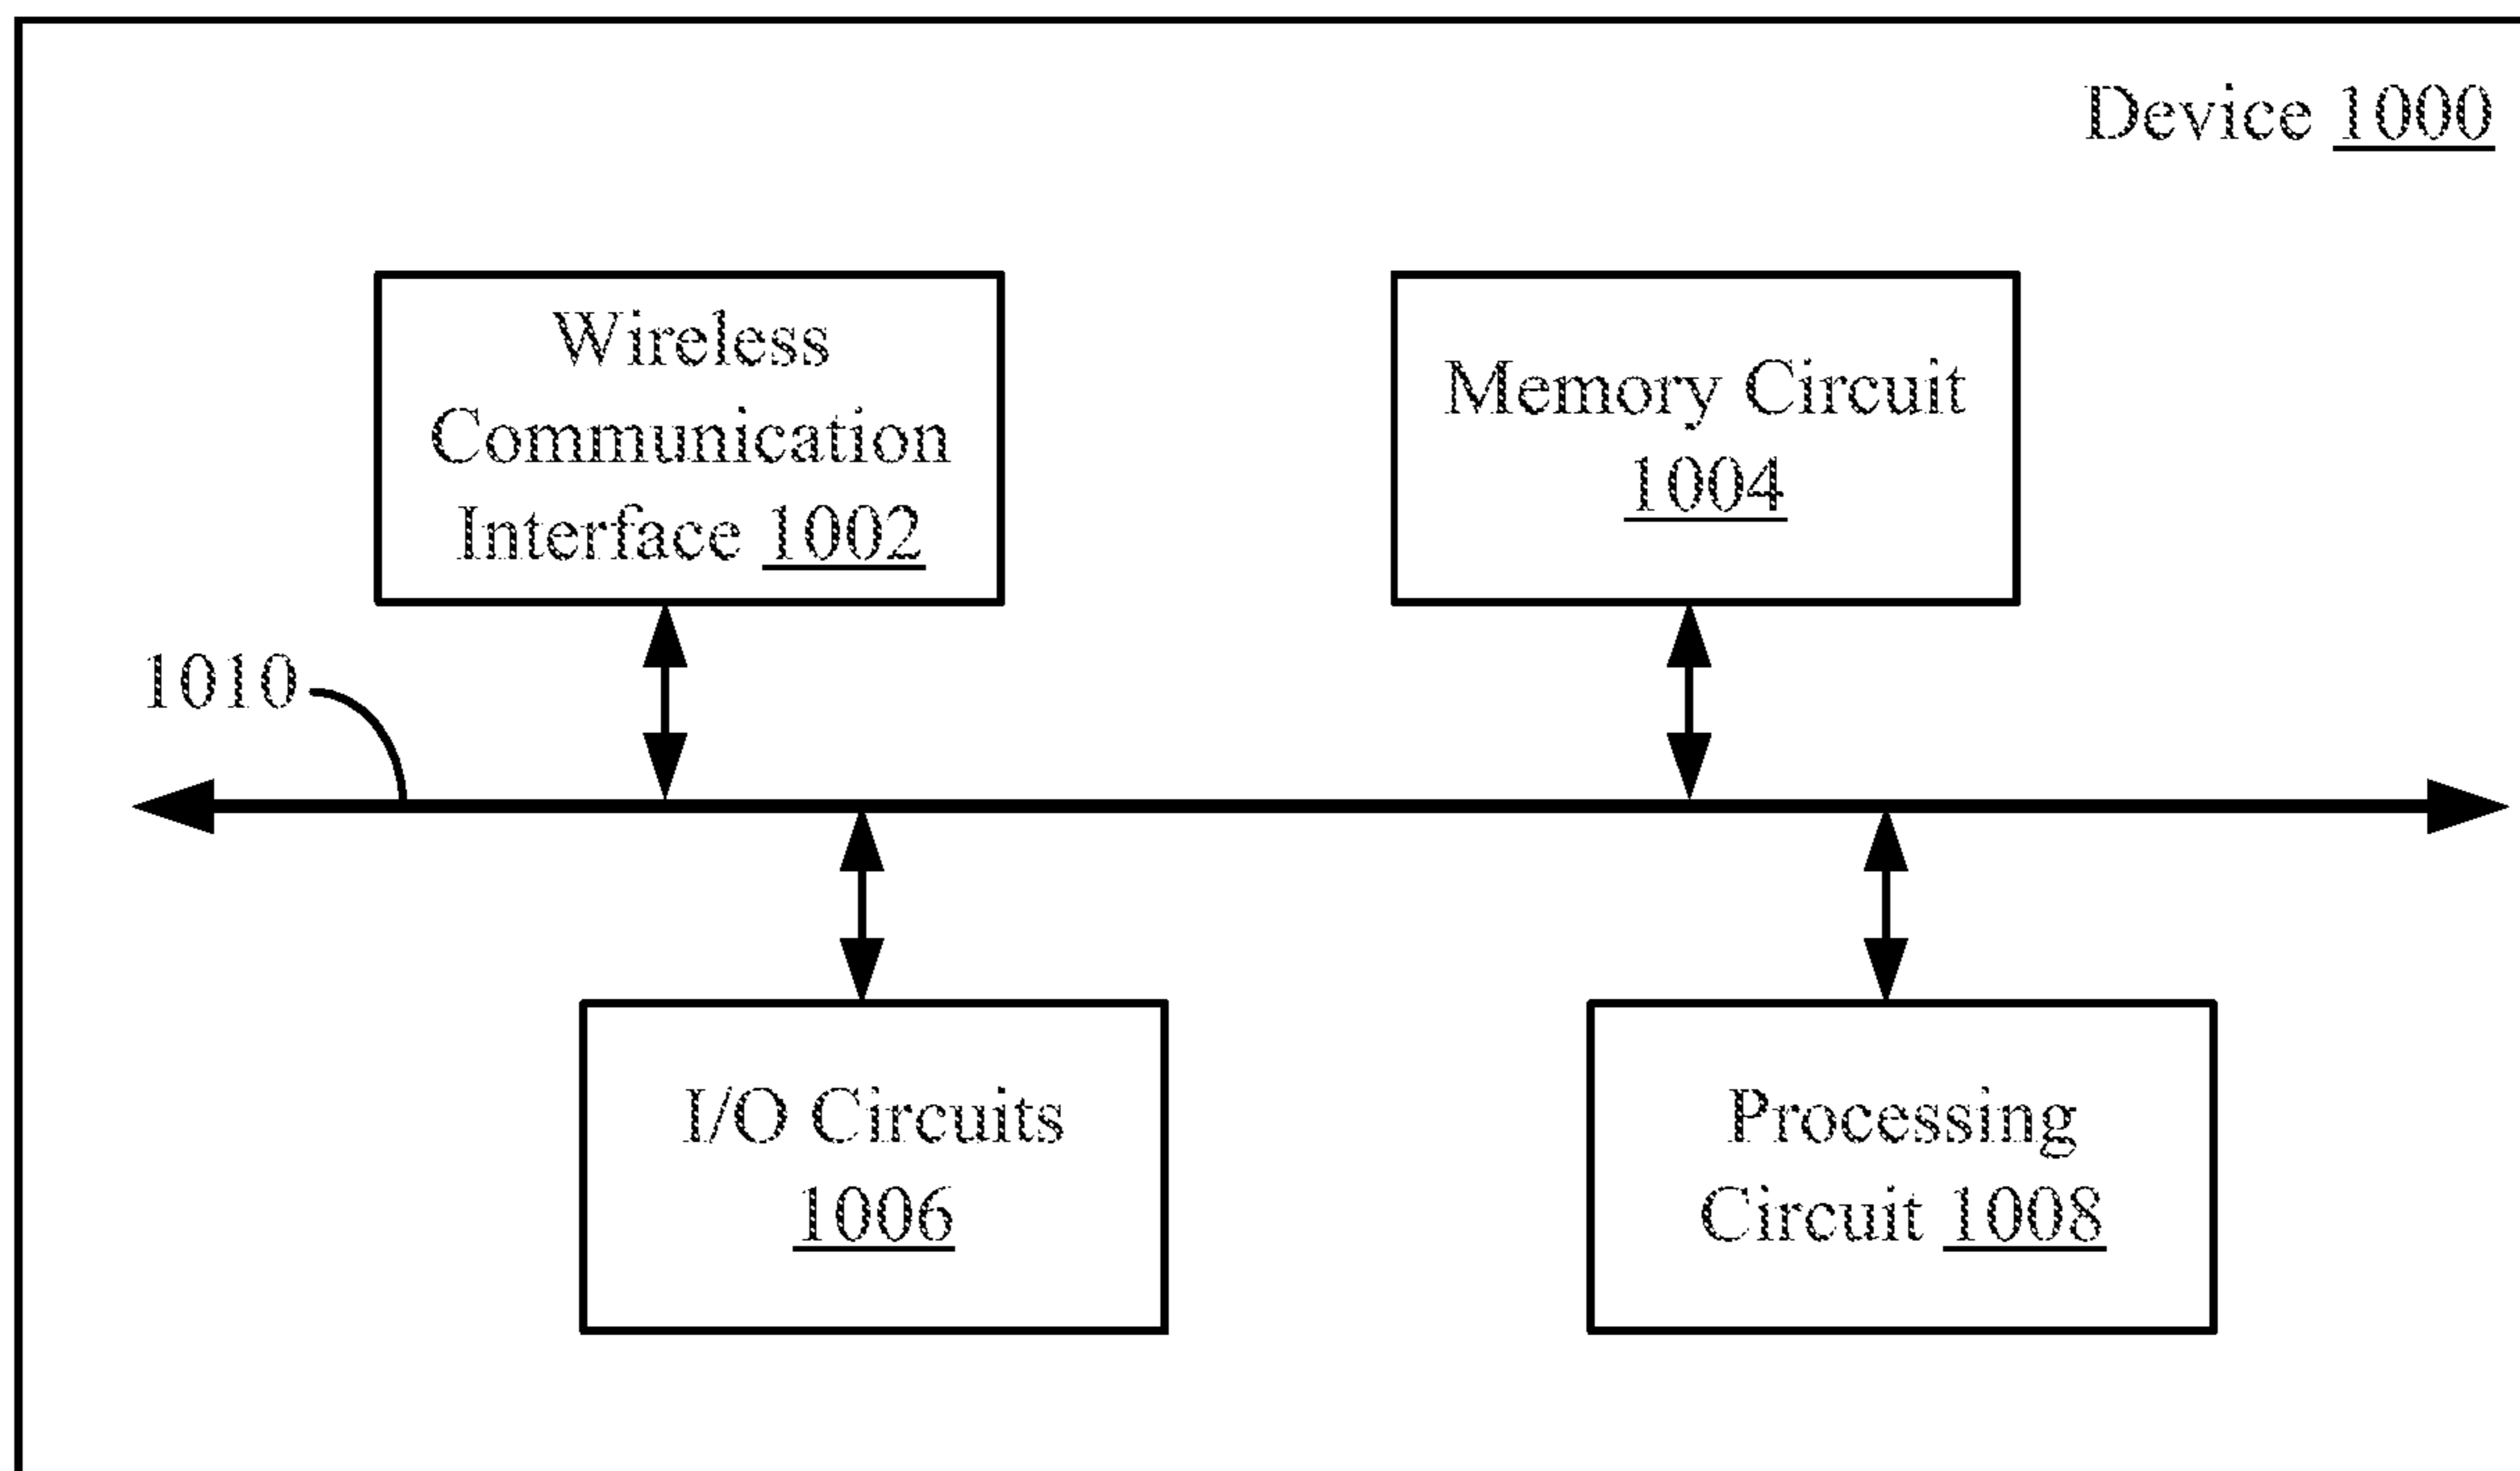 Device 1000
Wireless
Communication
Interface 1002
Memory Circuit
1004
1010
I/O Circuits
1006
Processing
Circuit 1008